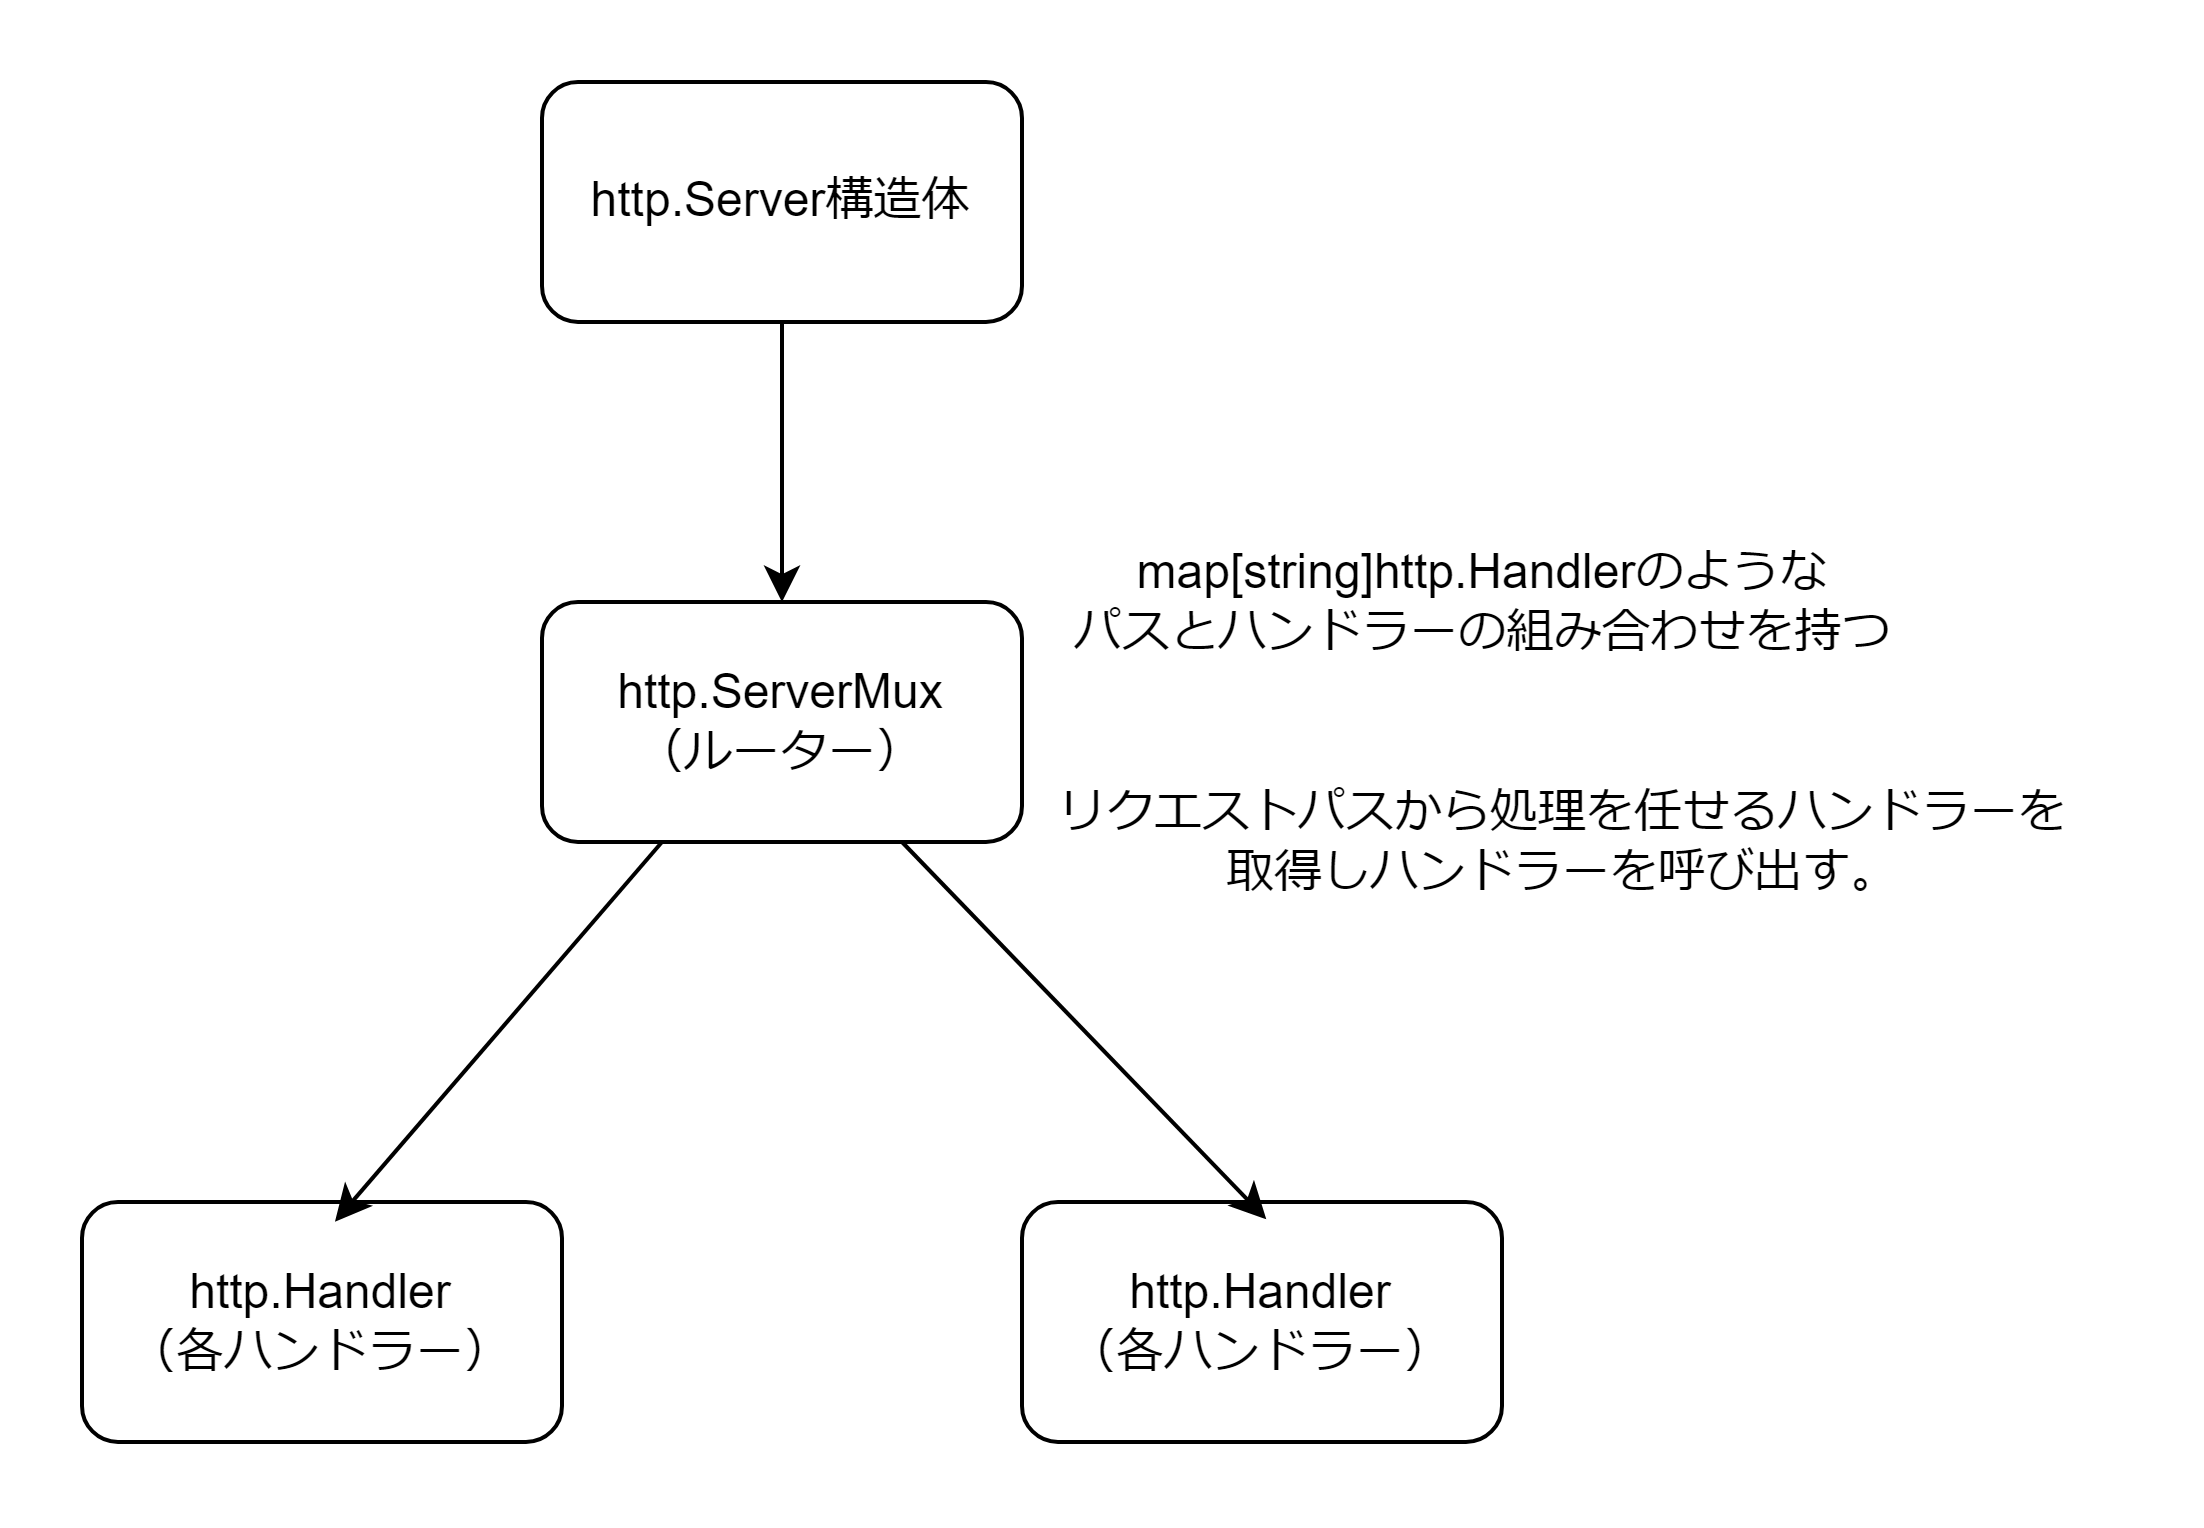 http.Server構造体
map[string]http.Handlerのような
パスとハンドラーの組み合わせを持つ
http.ServerMux
（ルーター）
リクエストパスから処理を任せるハンドラーを
取得しハンドラーを呼び出す。
http.Handler
（各ハンドラー）
http.Handler
（各ハンドラー）